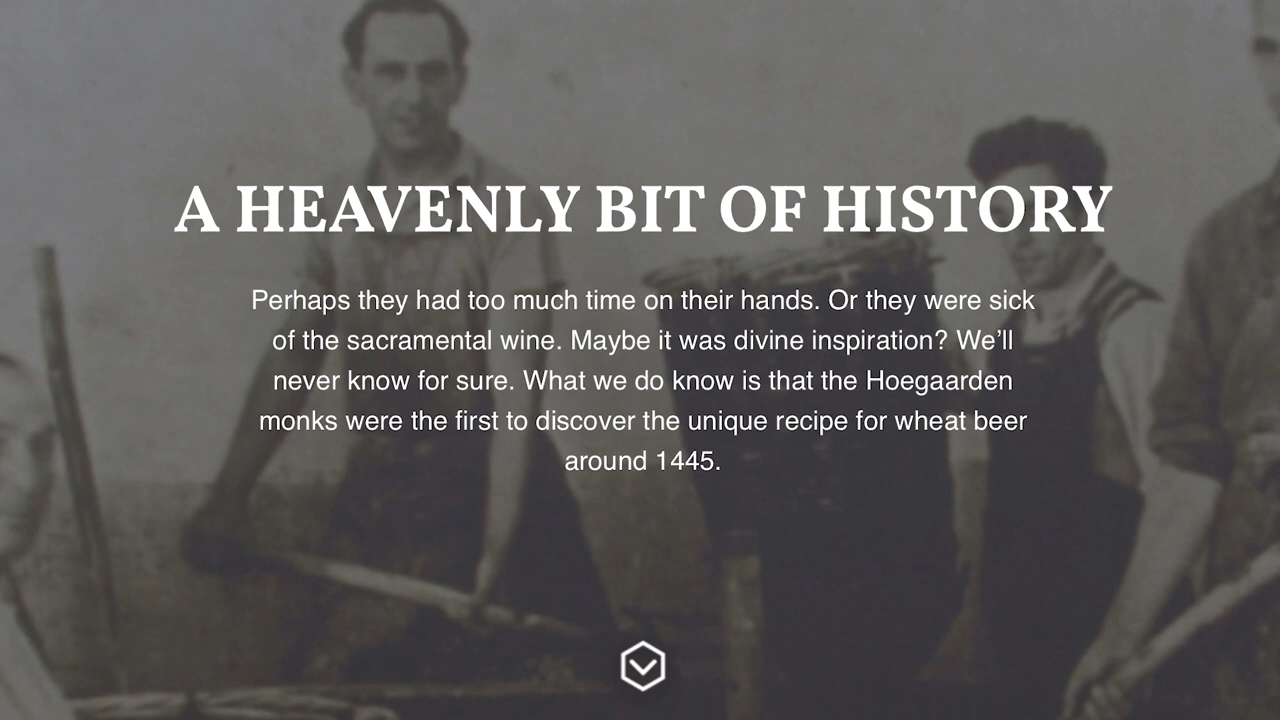 A HEAVENLY BIT OF HISTORY
Perhaps they had too much time on their hands. Or they were sick
of the sacramental wine. Maybe it was divine inspiration? We’ll
never know for sure. What we do know is that the Hoegaarden
monks were the first to discover the unique recipe for wheat beer
around 1445.